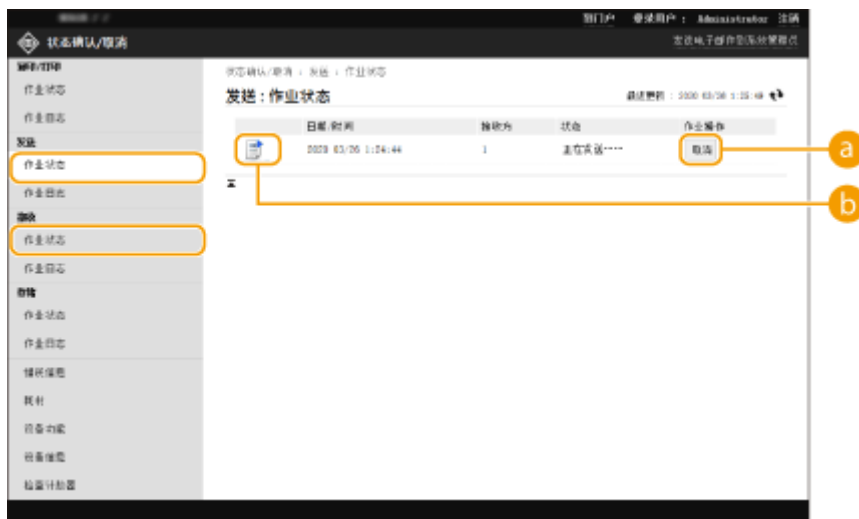 到门户 登录用户： Administrator 注销
状态确认/取消
发送电子邮件到系统管理员
影印/打印
作业状态
作业日志
发送
作业状态
作业日志
接收
作业状态
作业日志
存储
作业状态
作业日志
错误信息
耗材
设备功能
设备信息
检查计数器
状态确认/取消 : 发送 : 作业状态
发送 : 作业状态
最近更新 : 2020 03/26 1:25:49
日期/时间 接收方 状态 作业操作
2020 03/26 1:24:44 1 正在发送···· 取消
a
b